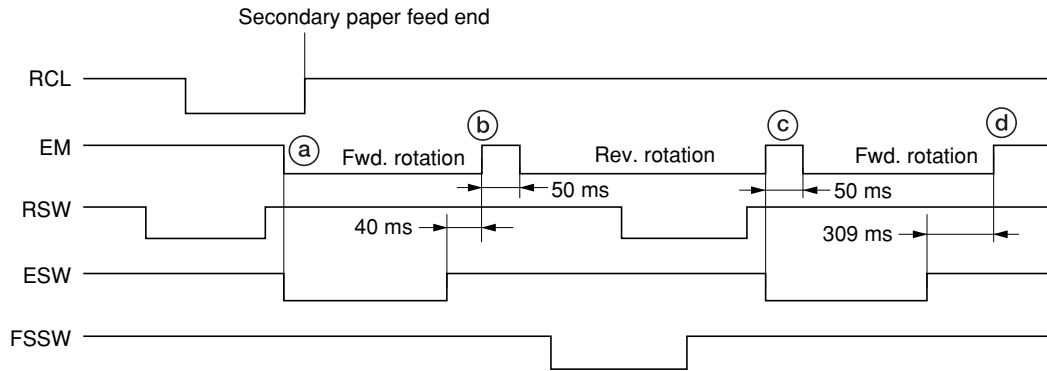 Secondary paper feed end
RCL
EM
a
Fwd. rotation
b
Rev. rotation
c
Fwd. rotation
d
50 ms
50 ms
RSW
40 ms
309 ms
ESW
FSSW